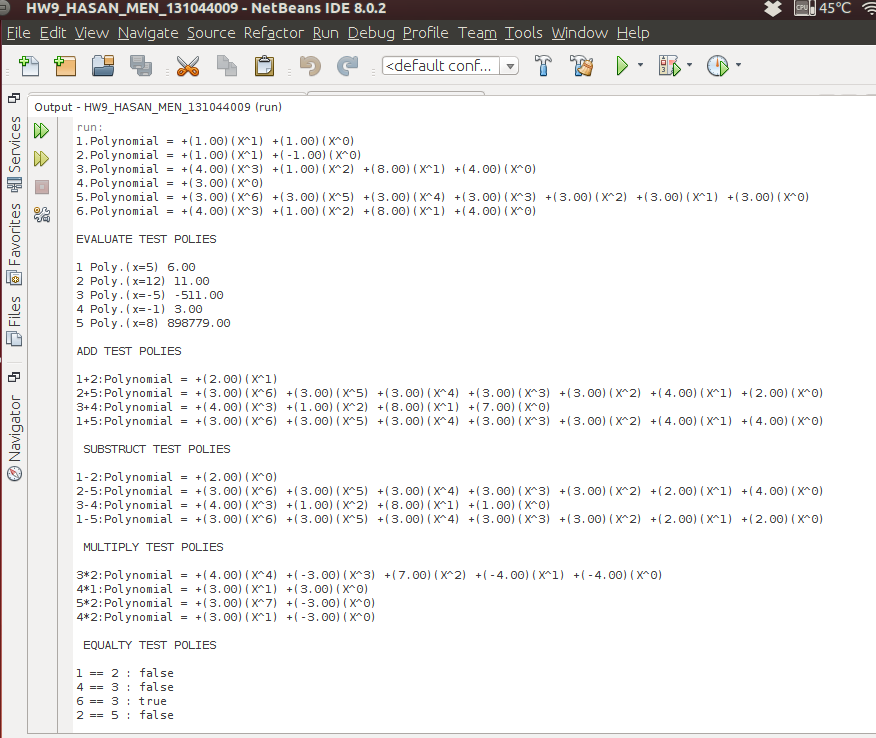 HW9_HASAN_MEN_131044009 - NetBeans IDE 8.0.2
CPU 45°C
File Edit View Navigate Source Refactor Run Debug Profile Team Tools Window Help
<default conf...
Output - HW9_HASAN_MEN_131044009 (run)
Services
Favorites
Files
Navigator
run:
1.Polynomial = +(1.00)(X^1) +(1.00)(X^0)
2.Polynomial = +(1.00)(X^1) +(-1.00)(X^0)
3.Polynomial = +(4.00)(X^3) +(1.00)(X^2) +(8.00)(X^1) +(4.00)(X^0)
4.Polynomial = +(3.00)(X^0)
5.Polynomial = +(3.00)(X^6) +(3.00)(X^5) +(3.00)(X^4) +(3.00)(X^3) +(3.00)(X^2) +(3.00)(X^1) +(3.00)(X^0)
6.Polynomial = +(4.00)(X^3) +(1.00)(X^2) +(8.00)(X^1) +(4.00)(X^0)
EVALUATE TEST POLIES
1 Poly.(x=5) 6.00
2 Poly.(x=12) 11.00
3 Poly.(x=-5) -511.00
4 Poly.(x=-1) 3.00
5 Poly.(x=8) 898779.00
ADD TEST POLIES
1+2:Polynomial = +(2.00)(X^1)
2+5:Polynomial = +(3.00)(X^6) +(3.00)(X^5) +(3.00)(X^4) +(3.00)(X^3) +(3.00)(X^2) +(4.00)(X^1) +(2.00)(X^0)
3+4:Polynomial = +(4.00)(X^3) +(1.00)(X^2) +(8.00)(X^1) +(7.00)(X^0)
1+5:Polynomial = +(3.00)(X^6) +(3.00)(X^5) +(3.00)(X^4) +(3.00)(X^3) +(3.00)(X^2) +(4.00)(X^1) +(4.00)(X^0)
SUBSTRUCT TEST POLIES
1-2:Polynomial = +(2.00)(X^0)
2-5:Polynomial = +(3.00)(X^6) +(3.00)(X^5) +(3.00)(X^4) +(3.00)(X^3) +(3.00)(X^2) +(2.00)(X^1) +(4.00)(X^0)
3-4:Polynomial = +(4.00)(X^3) +(1.00)(X^2) +(8.00)(X^1) +(1.00)(X^0)
1-5:Polynomial = +(3.00)(X^6) +(3.00)(X^5) +(3.00)(X^4) +(3.00)(X^3) +(3.00)(X^2) +(2.00)(X^1) +(2.00)(X^0)
MULTIPLY TEST POLIES
3*2:Polynomial = +(4.00)(X^4) +(-3.00)(X^3) +(7.00)(X^2) +(-4.00)(X^1) +(-4.00)(X^0)
4*1:Polynomial = +(3.00)(X^1) +(3.00)(X^0)
5*2:Polynomial = +(3.00)(X^7) +(-3.00)(X^0)
4*2:Polynomial = +(3.00)(X^1) +(-3.00)(X^0)
EQUALTY TEST POLIES
1 == 2 : false
4 == 3 : false
6 == 3 : true
2 == 5 : false